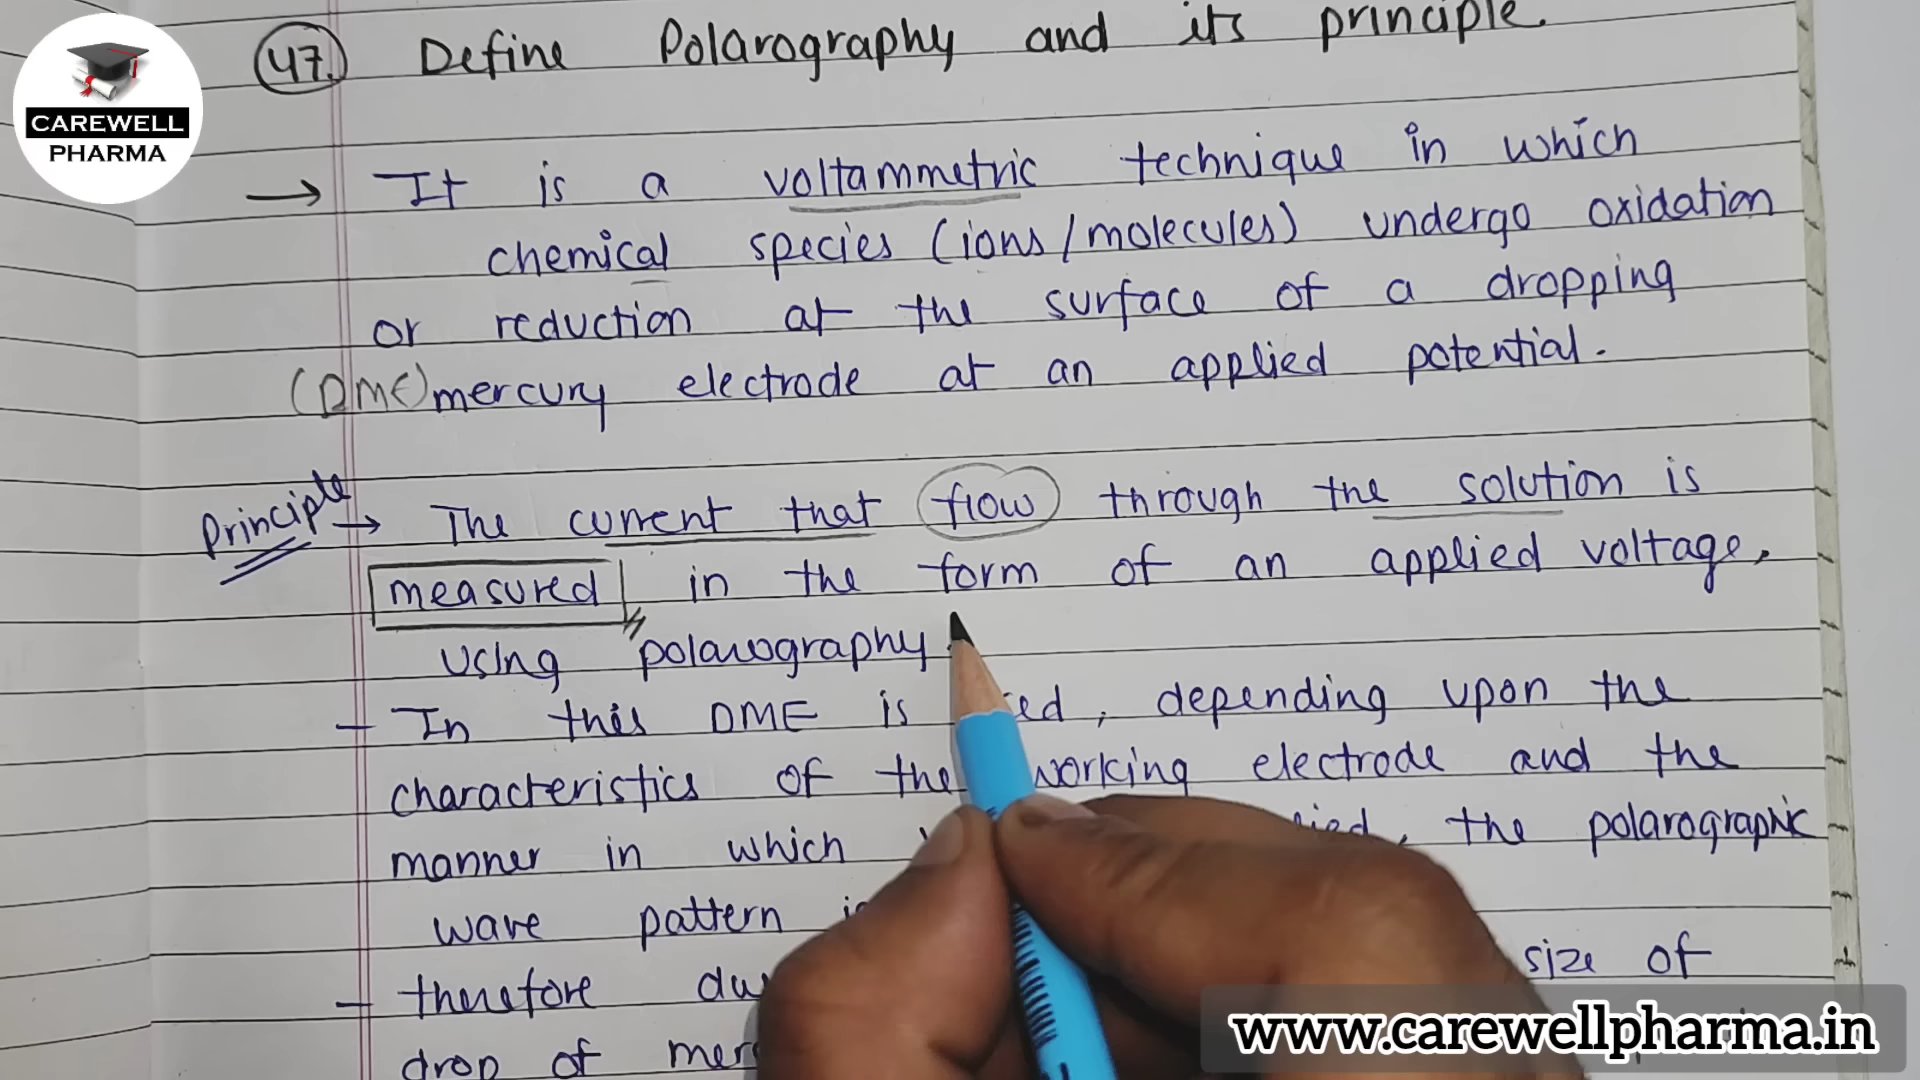 47. Define Polarography and its principle.
CAREWELL
PHARMA
→ It is a voltammetric technique in which
chemical species (ions/molecules) undergo oxidation
or reduction at the surface of a dropping
(DME) mercury electrode at an applied potential.
Principle → The current that flow through the solution is
measured in the form of an applied voltage,
using polarography
- In this DME is , depending upon the
characteristics of the working electrode and the
manner in which , the polarographic
wave pattern
- therefore size of
drop of
www.carewellpharma.in